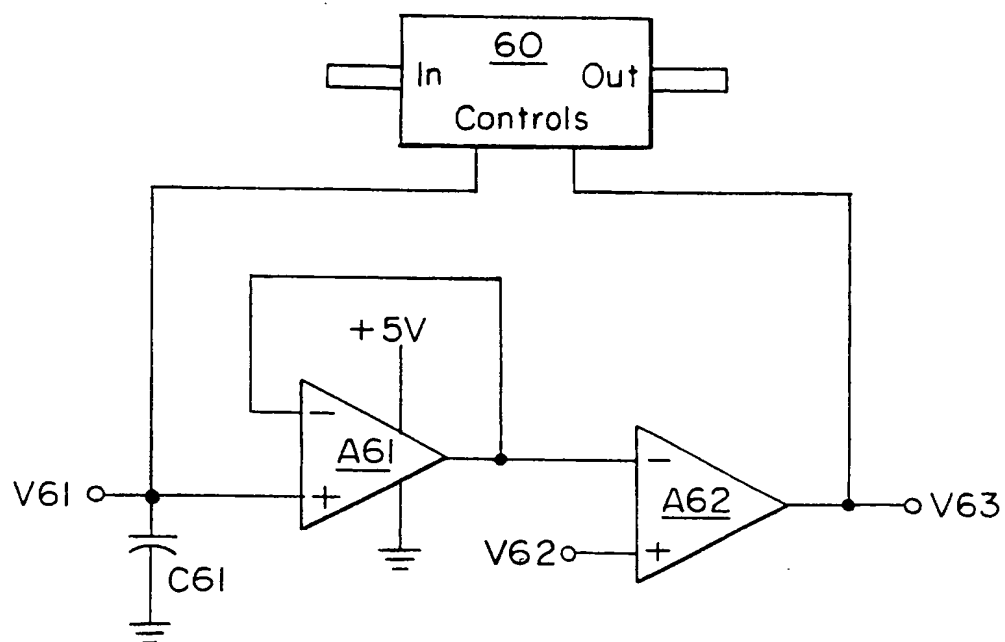 60
In Out
Controls
+5V
−
A61
+
V61
C61
−
A62
+
V62
V63